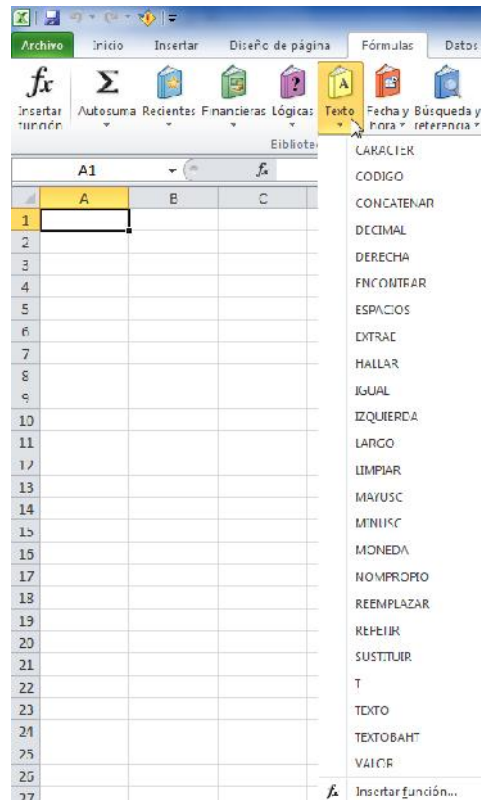 Archivo Inicio Insertar Diseño de página Fórmulas Datos
Insertar función
Autosuma
Recientes
Financieras
Lógicas
Texto
Fecha y hora
Búsqueda y referencia
Bibliote
A1
fx
A B C
1
2
3
4
5
6
7
8
9
10
11
12
13
14
15
16
17
18
19
20
21
22
23
24
25
26
27
CARACTER
CODIGO
CONCATENAR
DECIMAL
DERECHA
ENCONTRAR
ESPACIOS
EXTRAE
HALLAR
IGUAL
IZQUIERDA
LARGO
LIMPIAR
MAYUSC
MINUSC
MONEDA
NOMPROPIO
REEMPLAZAR
REPETIR
SUSTITUIR
T
TEXTO
TEXTOBAHT
VALOR
fx Insertar función...